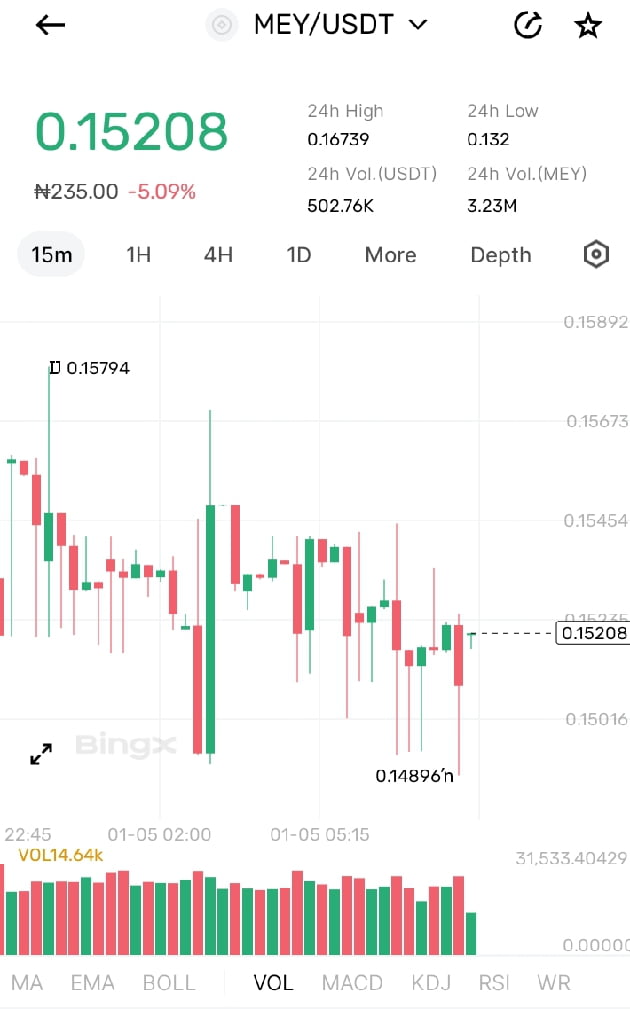 MEY/USDT
0.15208
₦235.00 -5.09%
24h High
0.16739
24h Low
0.132
24h Vol.(USDT)
502.76K
24h Vol.(MEY)
3.23M
15m 1H 4H 1D More Depth
0.15892
0.15794
0.15673
0.15454
0.15208
0.15016
BingX
0.14896
22:45 01-05 02:00 01-05 05:15
VOL14.64k
31,533.40429
0.00000
MA EMA BOLL VOL MACD KDJ RSI WR